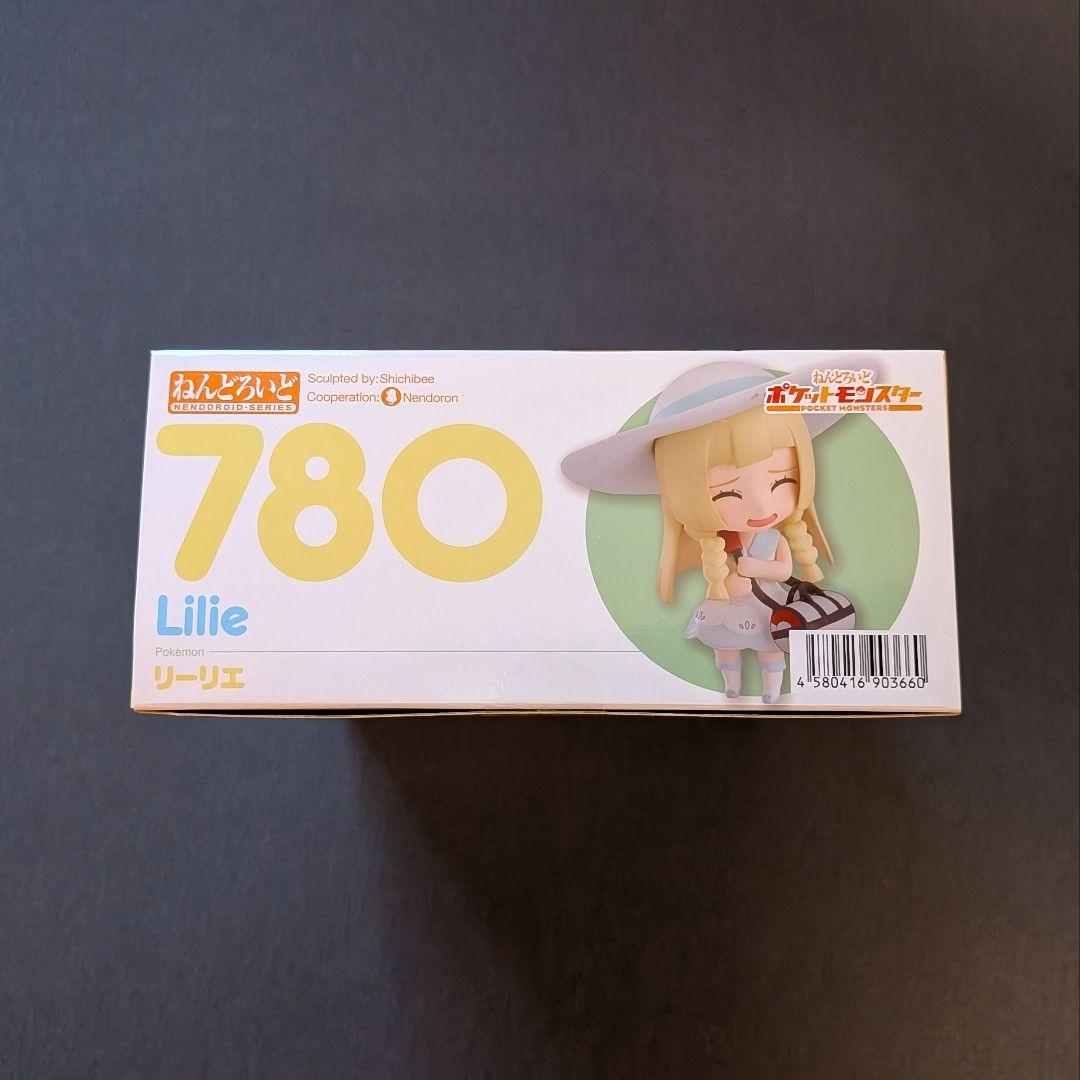 ねんどろいど
NENDOROID-SERIES
Sculpted by: Shichibee
Cooperation: Nendoron
780
Lilie
Pokémon
リーリエ
ねんどろいど
ポケットモンスター
POCKET MONSTERS
4 580416 903660